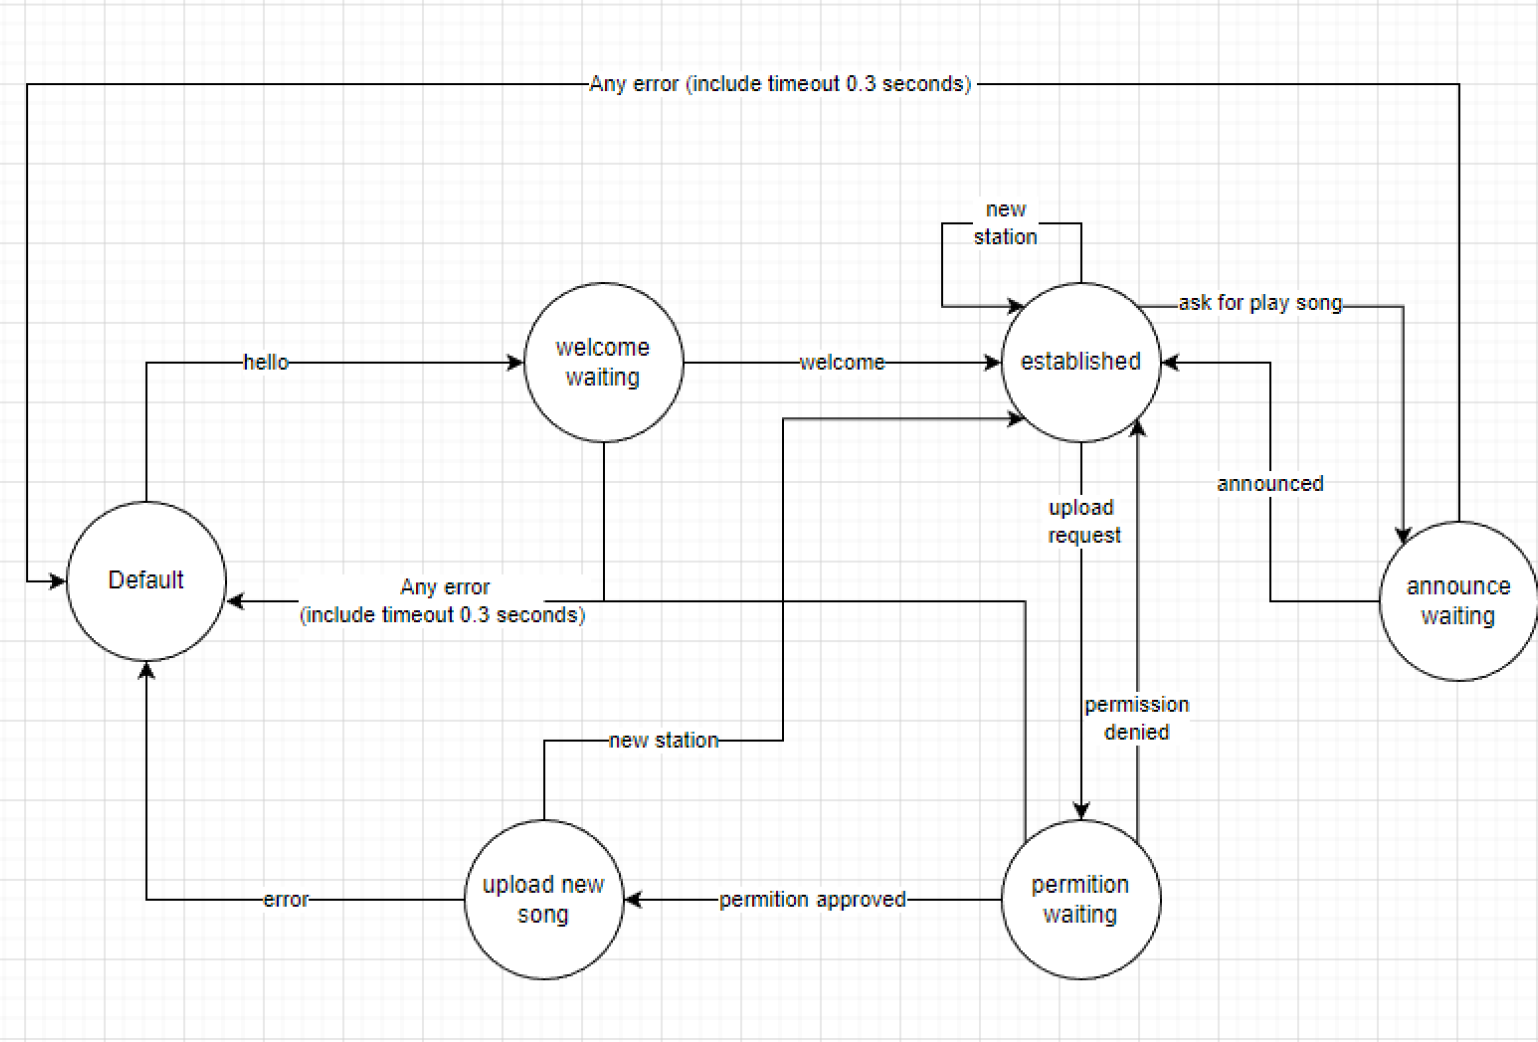 Any error (include timeout 0.3 seconds)
new
station
ask for play song
hello
welcome
waiting
welcome
established
announced
upload
request
Default
Any error
(include timeout 0.3 seconds)
announce
waiting
permission
denied
new station
upload new
song
error
permition approved
permition
waiting